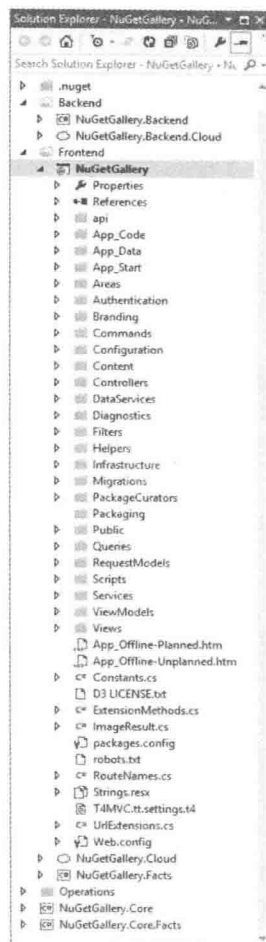 Solution Explorer - NuGetGallery - NuG...
Search Solution Explorer - NuGetGallery - Nu
.nuget
Backend
NuGetGallery.Backend
NuGetGallery.Backend.Cloud
Frontend
NuGetGallery
Properties
References
api
App_Code
App_Data
App_Start
Areas
Authentication
Branding
Commands
Configuration
Content
Controllers
DataServices
Diagnostics
Filters
Helpers
Infrastructure
Migrations
PackageCurators
Packaging
Public
Queries
RequestModels
Scripts
Services
ViewModels
Views
App_Offline-Planned.htm
App_Offline-Unplanned.htm
C# Constants.cs
D3 LICENSE.txt
C# ExtensionMethods.cs
C# ImageResult.cs
packages.config
robots.txt
C# RouteNames.cs
Strings.resx
T4MVC.tt.settings.t4
C# UrlExtensions.cs
Web.config
NuGetGallery.Cloud
C# NuGetGallery.Facts
Operations
C# NuGetGallery.Core
C# NuGetGallery.Core.Facts